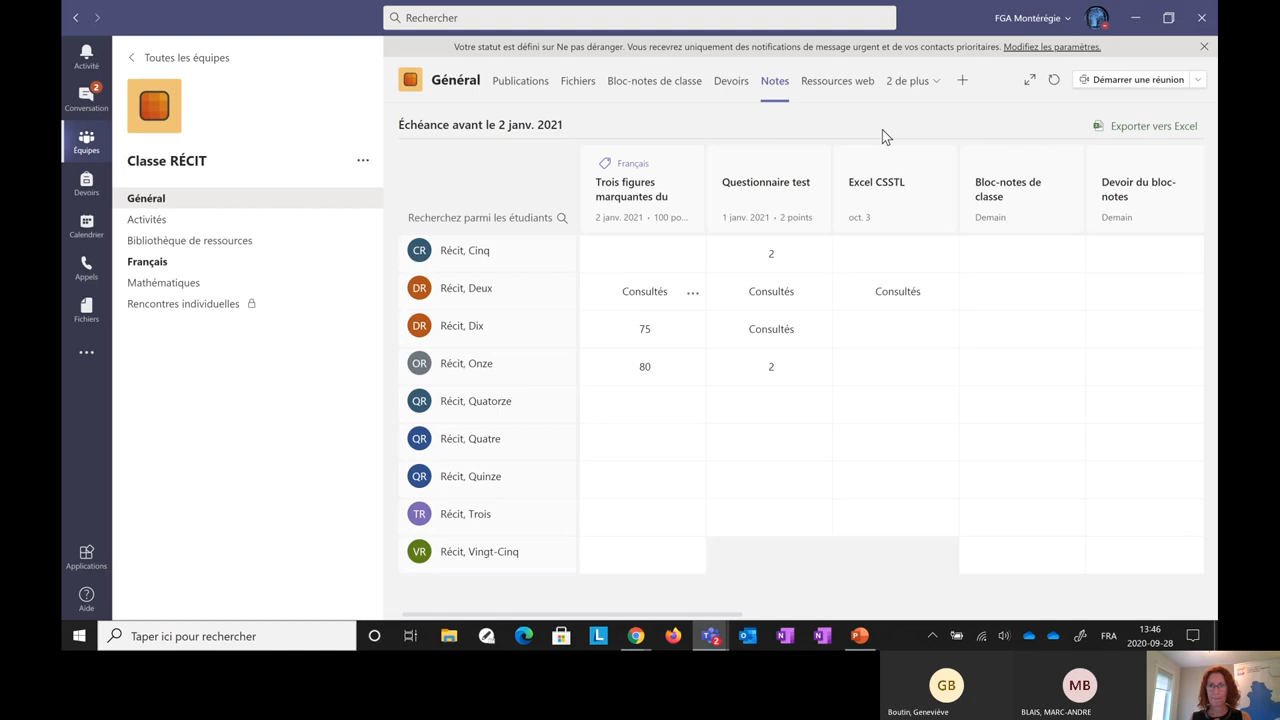 Rechercher
FGA Montérégie
Activité
2
Conversation
Équipes
Devoirs
Calendrier
Appels
Fichiers
Applications
Aide
Toutes les équipes
Classe RÉCIT
Général
Activités
Bibliothèque de ressources
Français
Mathématiques
Rencontres individuelles
Votre statut est défini sur Ne pas déranger. Vous recevrez uniquement des notifications de message urgent et de vos contacts prioritaires. Modifiez les paramètres.
Général Publications Fichiers Bloc-notes de classe Devoirs Notes Ressources web 2 de plus Démarrer une réunion
Échéance avant le 2 janv. 2021 Exporter vers Excel
Français
Trois figures marquantes du
2 janv. 2021 • 100 po...
Questionnaire test
1 janv. 2021 • 2 points
Excel CSSTL
oct. 3
Bloc-notes de classe
Demain
Devoir du bloc-notes
Demain
Recherchez parmi les étudiants
CR Récit, Cinq 2
DR Récit, Deux Consultés ... Consultés Consultés
DR Récit, Dix 75 Consultés
OR Récit, Onze 80 2
QR Récit, Quatorze
QR Récit, Quatre
QR Récit, Quinze
TR Récit, Trois
VR Récit, Vingt-Cinq
Taper ici pour rechercher
L
2
FRA
13:46
2020-09-28
GB
Boutin, Geneviève
MB
BLAIS, MARC-ANDRE